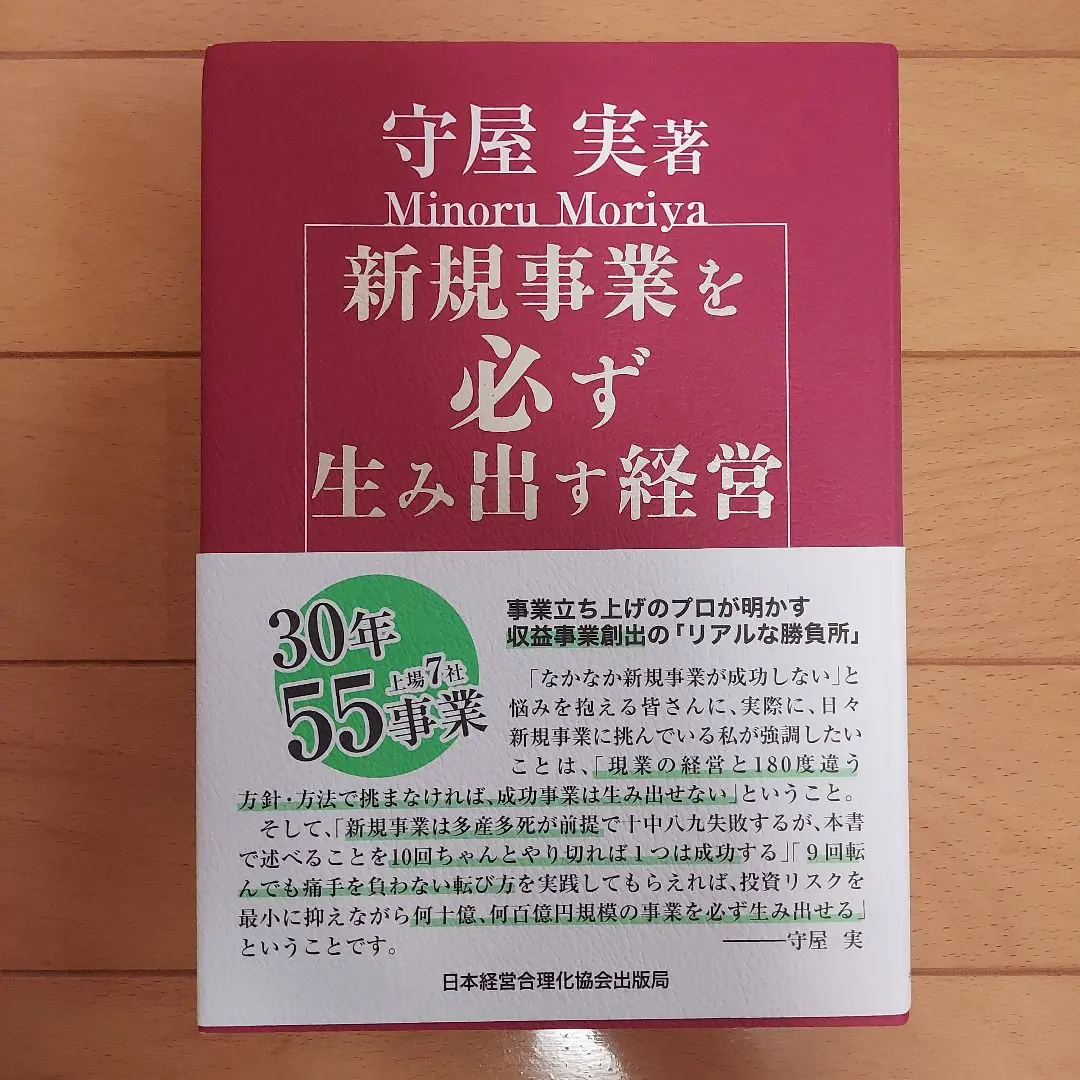 守屋 実著
Minoru Moriya
新規事業を
必ず
生み出す経営
30年
上場7社
55事業
事業立ち上げのプロが明かす
収益事業創出の「リアルな勝負所」
「なかなか新規事業が成功しない」と
悩みを抱える皆さんに、実際に、日々
新規事業に挑んでいる私が強調したい
ことは、「現業の経営と180度違う
方針・方法で挑まなければ、成功事業は生み出せない」ということ。
そして、「新規事業は多産多死が前提で十中八九失敗するが、本書
で述べることを10回ちゃんとやり切れば1つは成功する」「9回転
んでも痛手を負わない転び方を実践してもらえれば、投資リスクを
最小に抑えながら何十億、何百億円規模の事業を必ず生み出せる」
ということです。 ――守屋 実
日本経営合理化協会出版局